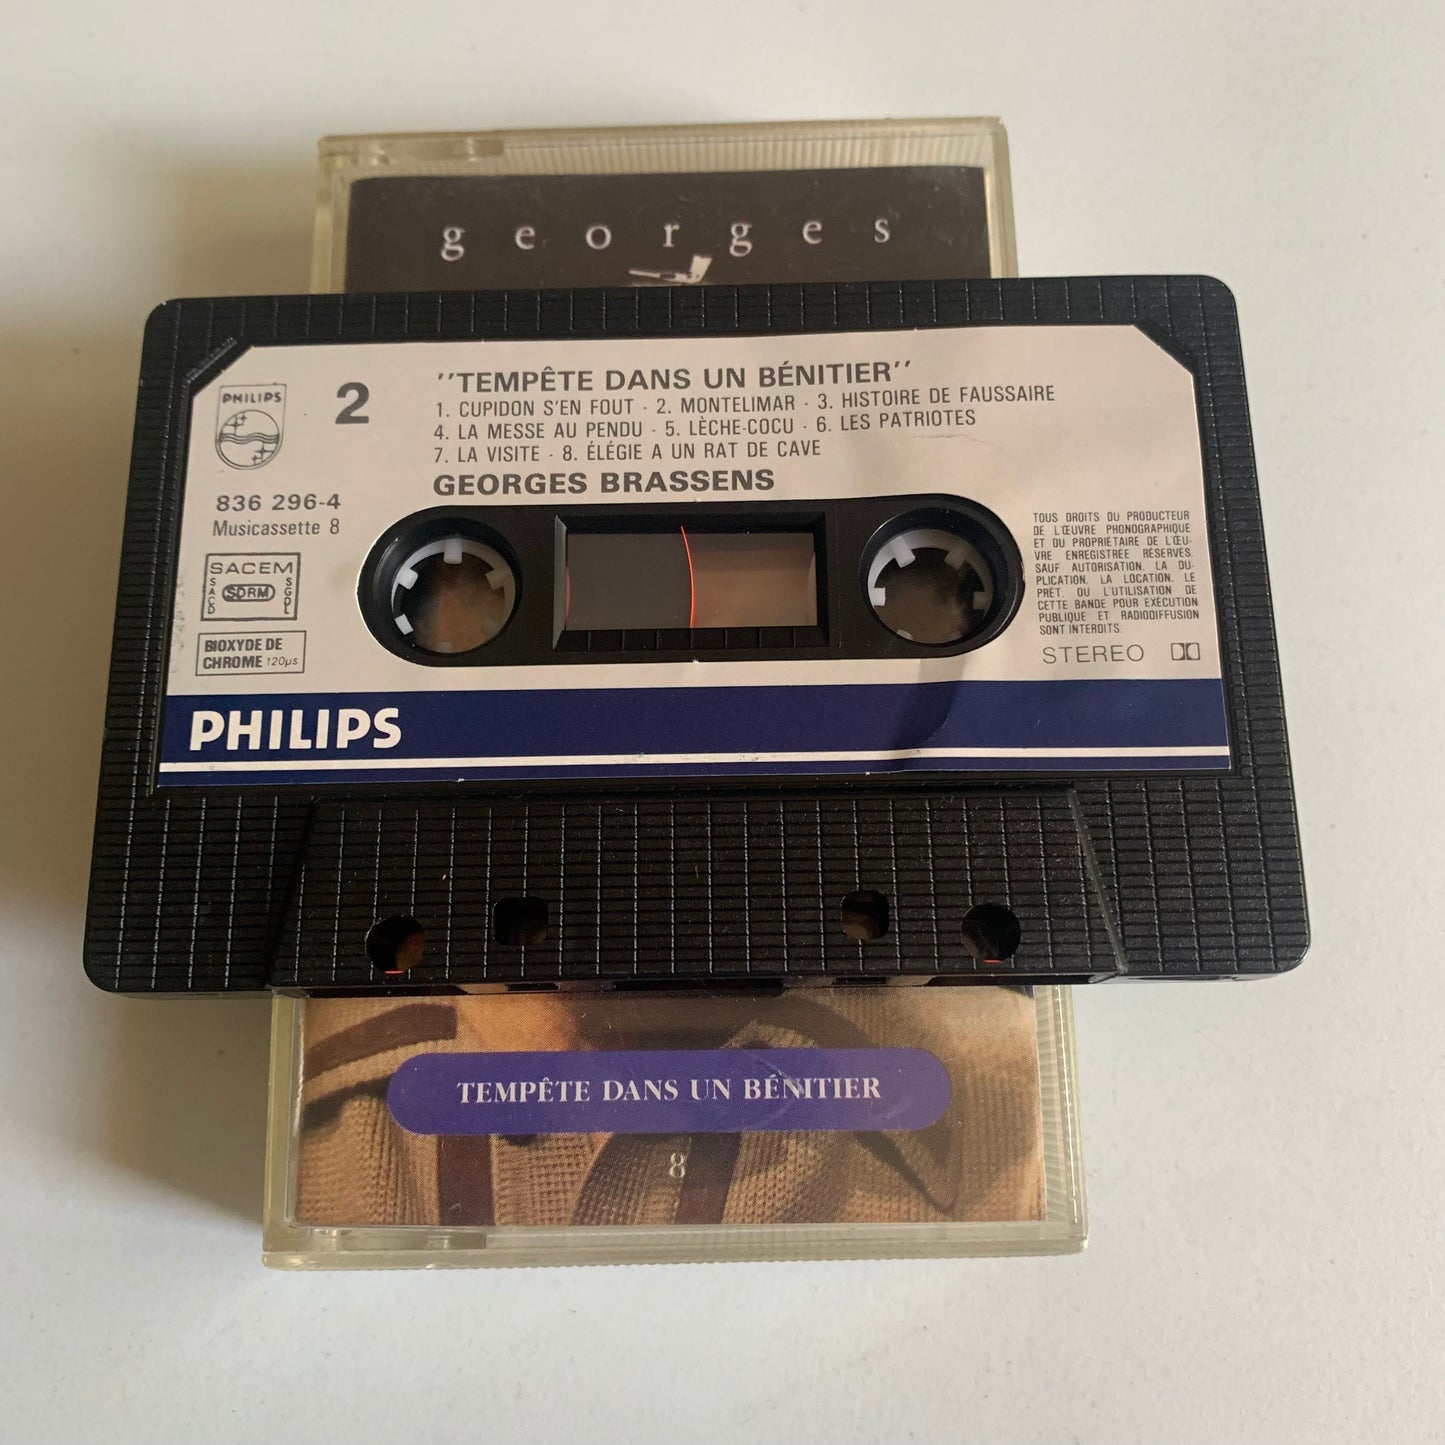 georges
PHILIPS
2
"TEMPÊTE DANS UN BÉNITIER"
1. CUPIDON S'EN FOUT - 2. MONTELIMAR - 3. HISTOIRE DE FAUSSAIRE
4. LA MESSE AU PENDU - 5. LÈCHE-COCU - 6. LES PATRIOTES
7. LA VISITE - 8. ÉLÉGIE A UN RAT DE CAVE
GEORGES BRASSENS
836 296-4
Musicassette 8
SACEM
SACD
SDRM
SGDL
BIOXYDE DE
CHROME 120µs
TOUS DROITS DU PRODUCTEUR
DE L'ŒUVRE PHONOGRAPHIQUE
ET DU PROPRIÉTAIRE DE L'ŒU-
VRE ENREGISTRÉE RÉSERVÉS.
SAUF AUTORISATION, LA DU-
PLICATION, LA LOCATION, LE
PRÊT, OU L'UTILISATION DE
CETTE BANDE POUR EXÉCUTION
PUBLIQUE ET RADIODIFFUSION
SONT INTERDITS.
STEREO
PHILIPS
TEMPÊTE DANS UN BÉNITIER
8